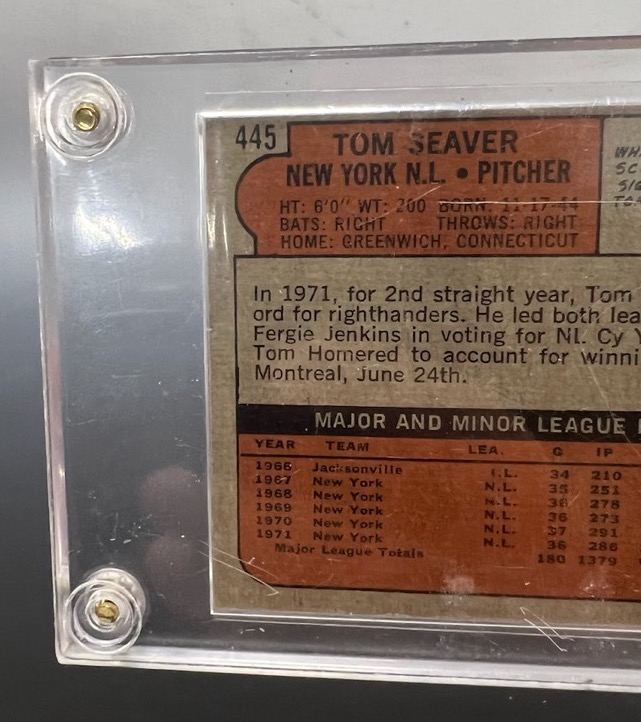 445
TOM SEAVER
NEW YORK N.L. • PITCHER
HT: 6'0" WT: 200 BORN: 11-17-44
BATS: RIGHT THROWS: RIGHT
HOME: GREENWICH, CONNECTICUT
In 1971, for 2nd straight year, Tom
ord for righthanders. He led both lea
Fergie Jenkins in voting for NL. Cy Y
Tom Homered to account for winni
Montreal, June 24th.
MAJOR AND MINOR LEAGUE
YEAR TEAM LEA. G IP
1966 Jacksonville I.L. 34 210
1967 New York N.L. 35 251
1968 New York N.L. 36 278
1969 New York N.L. 36 273
1970 New York N.L. 37 291
1971 New York N.L. 36 286
Major League Totals 180 1379